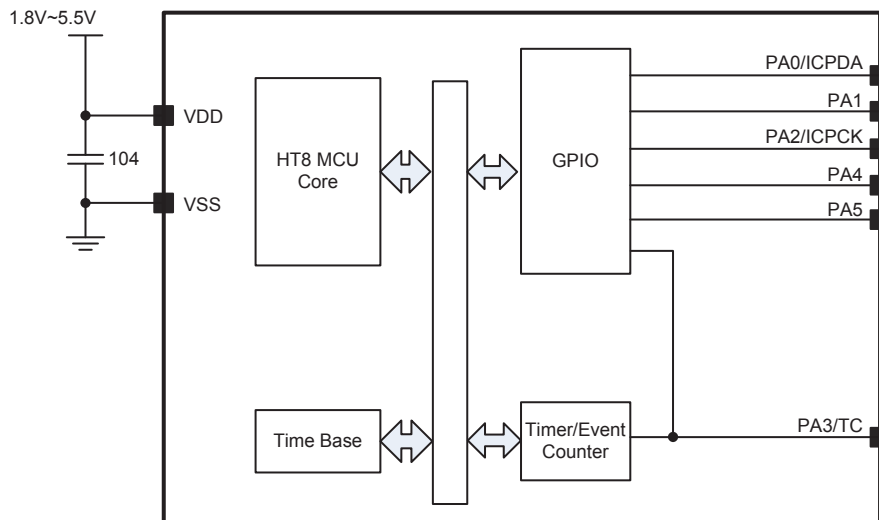 1.8V~5.5V
VDD
104
VSS
HT8 MCU
Core
GPIO
PA0/ICPDA
PA1
PA2/ICPCK
PA4
PA5
Time Base
Timer/Event
Counter
PA3/TC